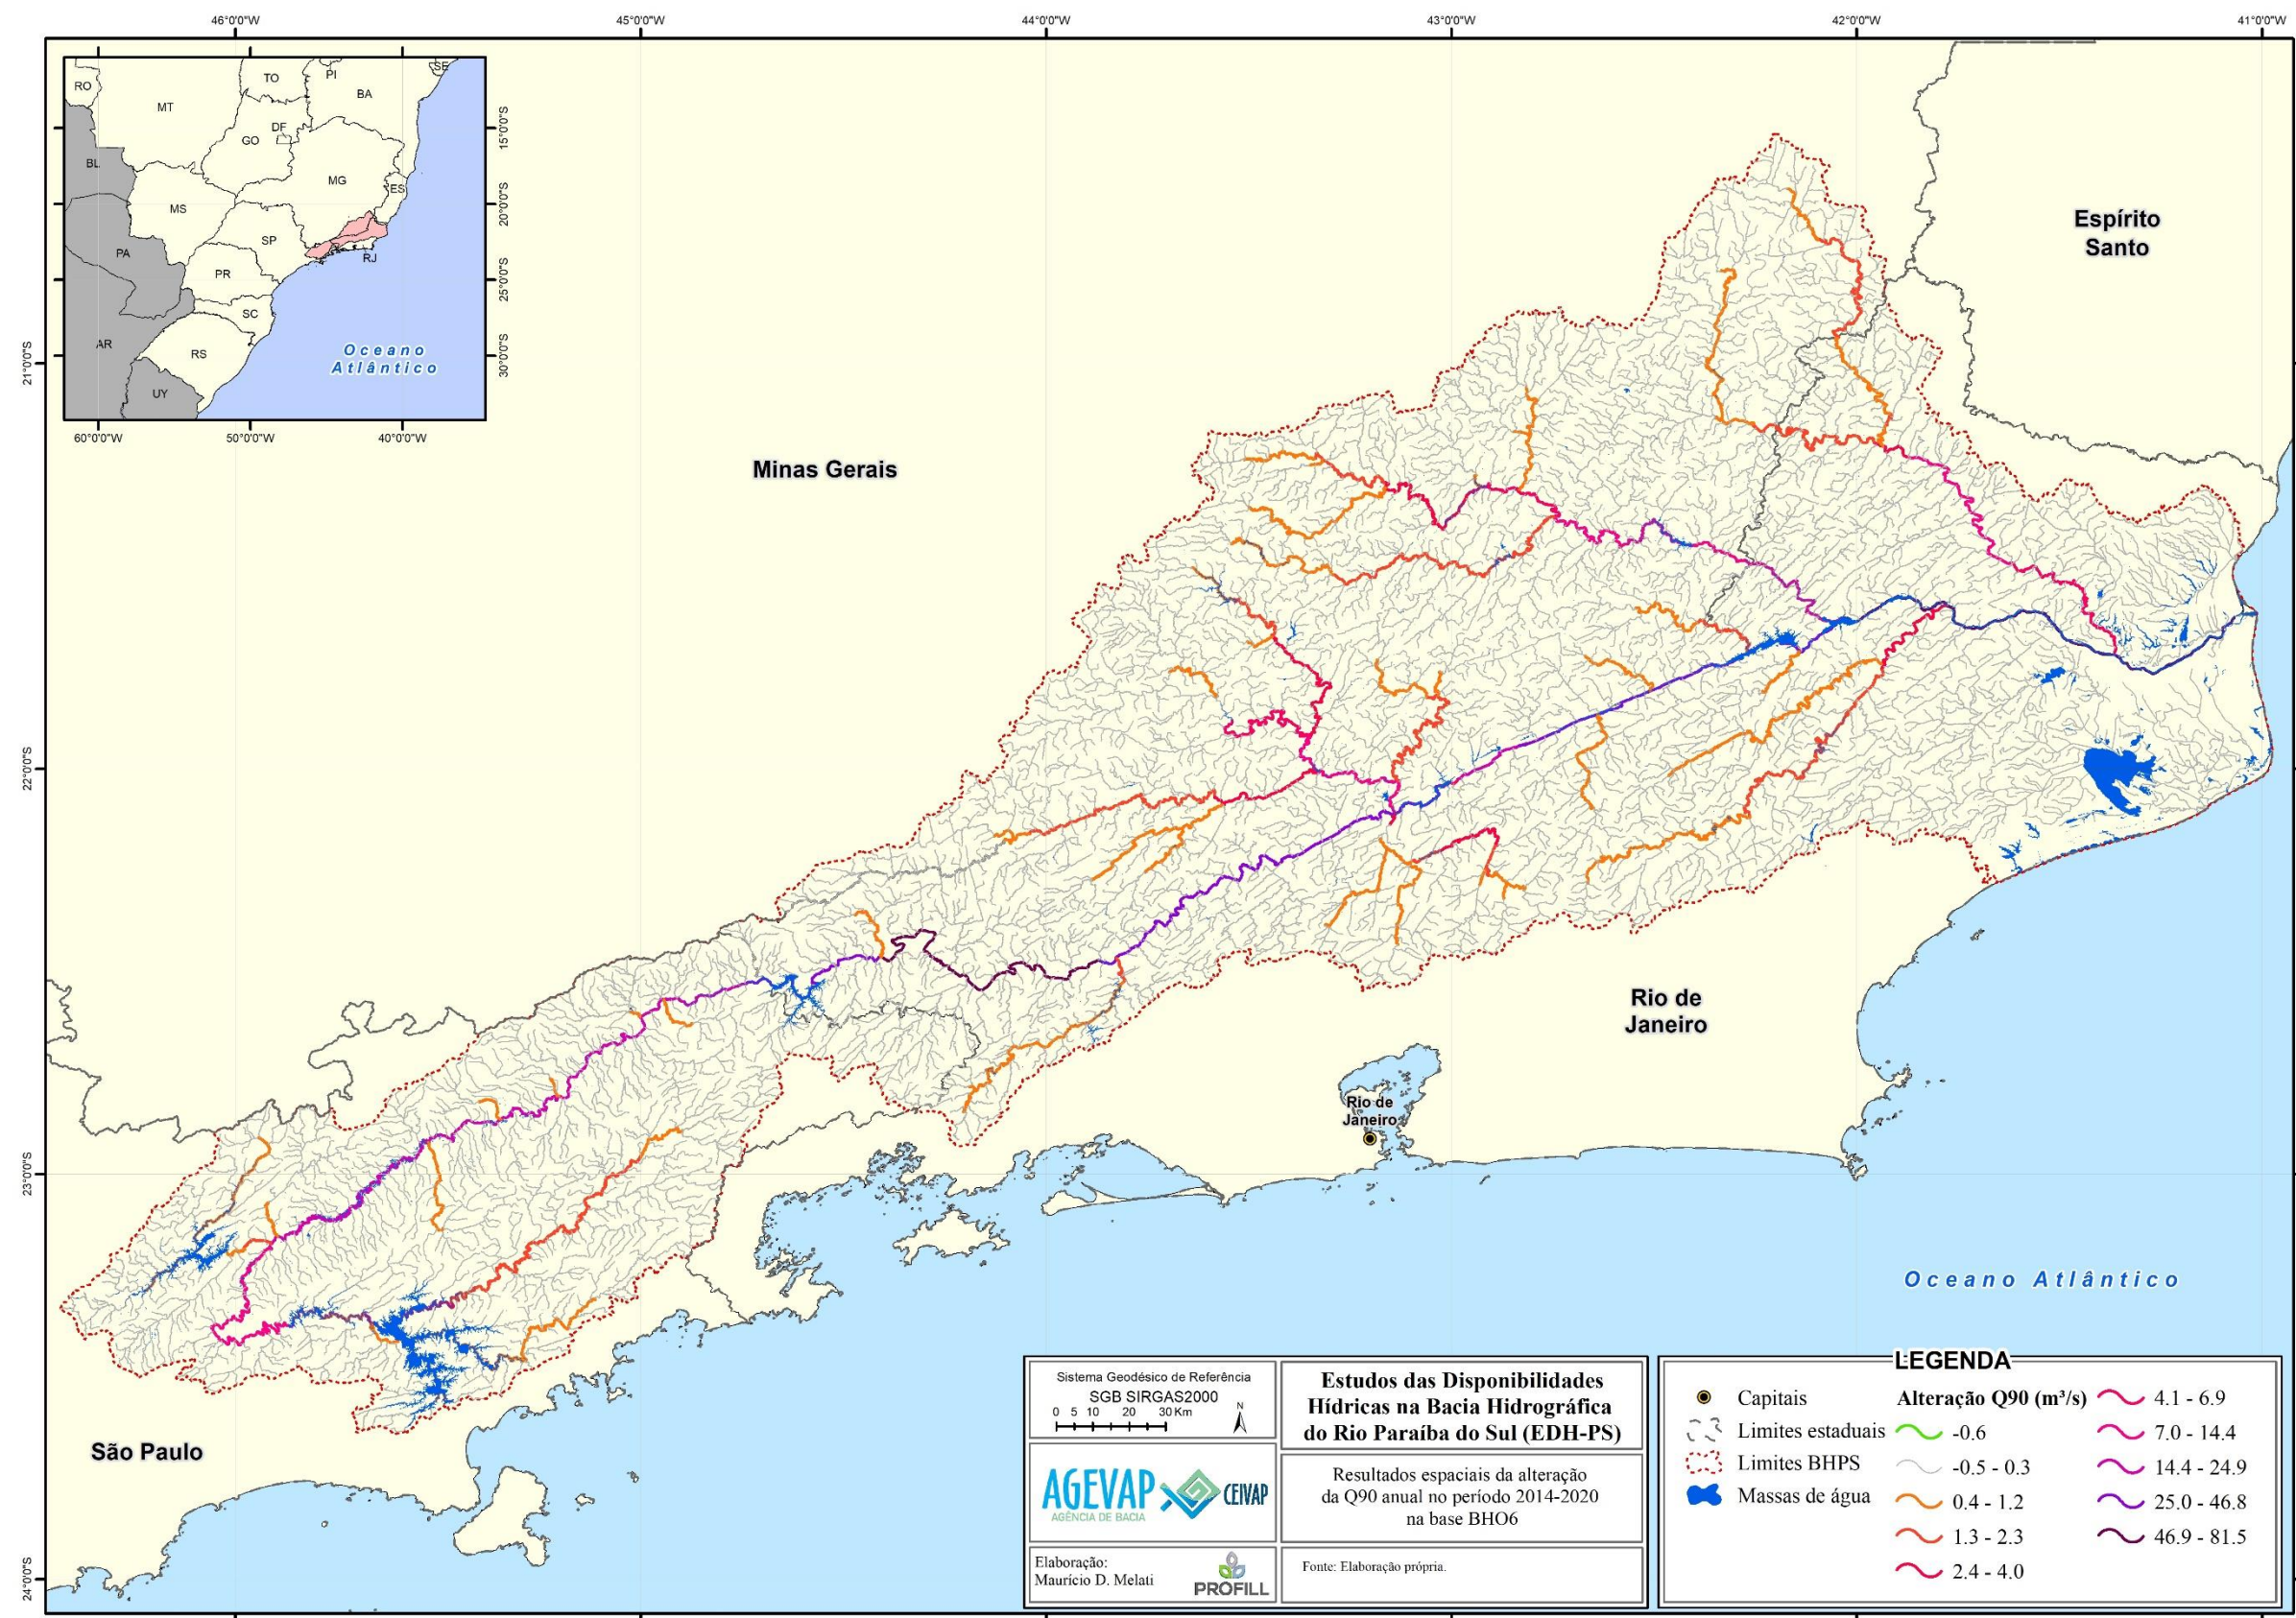 46°0'0"W
45°0'0"W
44°0'0"W
43°0'0"W
42°0'0"W
41°0'0"W
21°0'0"S
22°0'0"S
23°0'0"S
24°0'0"S
RO
MT
TO
PI
SE
BA
DF
GO
BL
MG
ES
MS
SP
PA
RJ
PR
SC
AR
RS
UY
Oceano
Atlântico
15°0'0"S
20°0'0"S
25°0'0"S
30°0'0"S
60°0'0"W
50°0'0"W
40°0'0"W
Espírito
Santo
Minas Gerais
Rio de
Janeiro
Rio de
Janeiro
São Paulo
Oceano Atlântico
Sistema Geodésico de Referência
SGB SIRGAS2000
0 5 10 20 30 Km
N
Estudos das Disponibilidades
Hídricas na Bacia Hidrográfica
do Rio Paraíba do Sul (EDH-PS)
AGEVAP
AGÊNCIA DE BACIA
CEIVAP
Resultados espaciais da alteração
da Q90 anual no período 2014-2020
na base BHO6
Elaboração:
Maurício D. Melati
PROFILL
Fonte: Elaboração própria.
LEGENDA
Capitais
Limites estaduais
Limites BHPS
Massas de água
Alteração Q90 (m³/s)
-0.6
-0.5 - 0.3
0.4 - 1.2
1.3 - 2.3
2.4 - 4.0
4.1 - 6.9
7.0 - 14.4
14.4 - 24.9
25.0 - 46.8
46.9 - 81.5